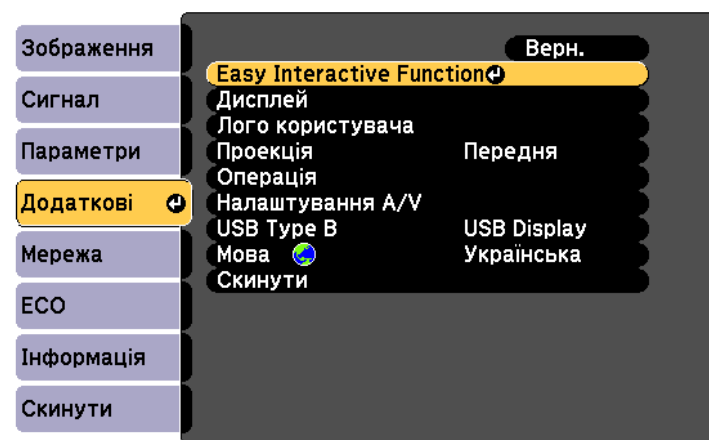 Зображення
Сигнал
Параметри
Додаткові
Мережа
ECO
Інформація
Скинути
Верн.
Easy Interactive Function
Дисплей
Лого користувача
Проекція Передня
Операція
Налаштування A/V
USB Type B USB Display
Мова Українська
Скинути